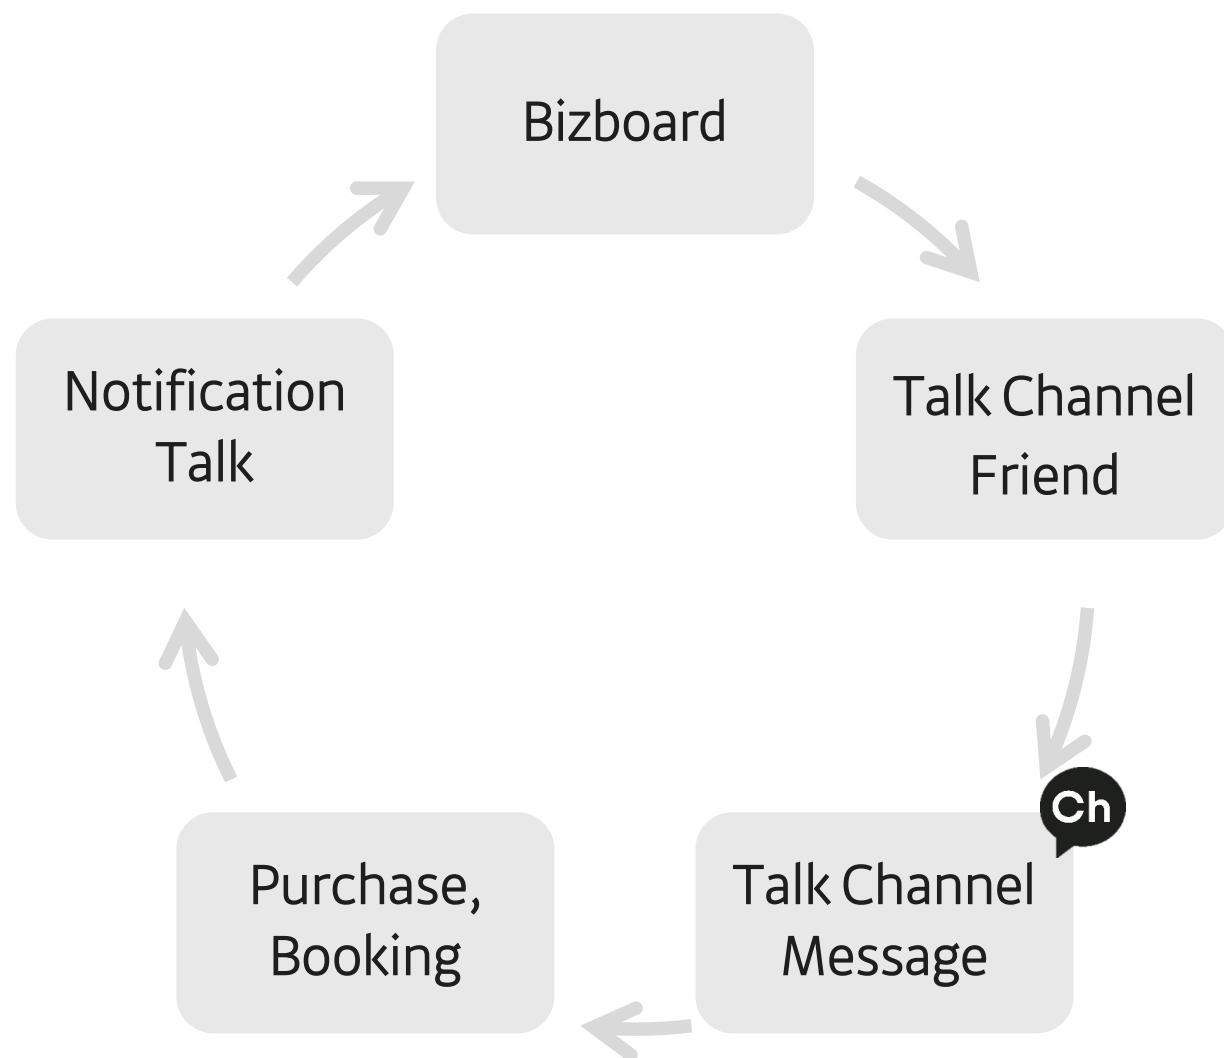 Bizboard
Notification
Talk
Talk Channel
Friend
Ch
Purchase,
Booking
Talk Channel
Message